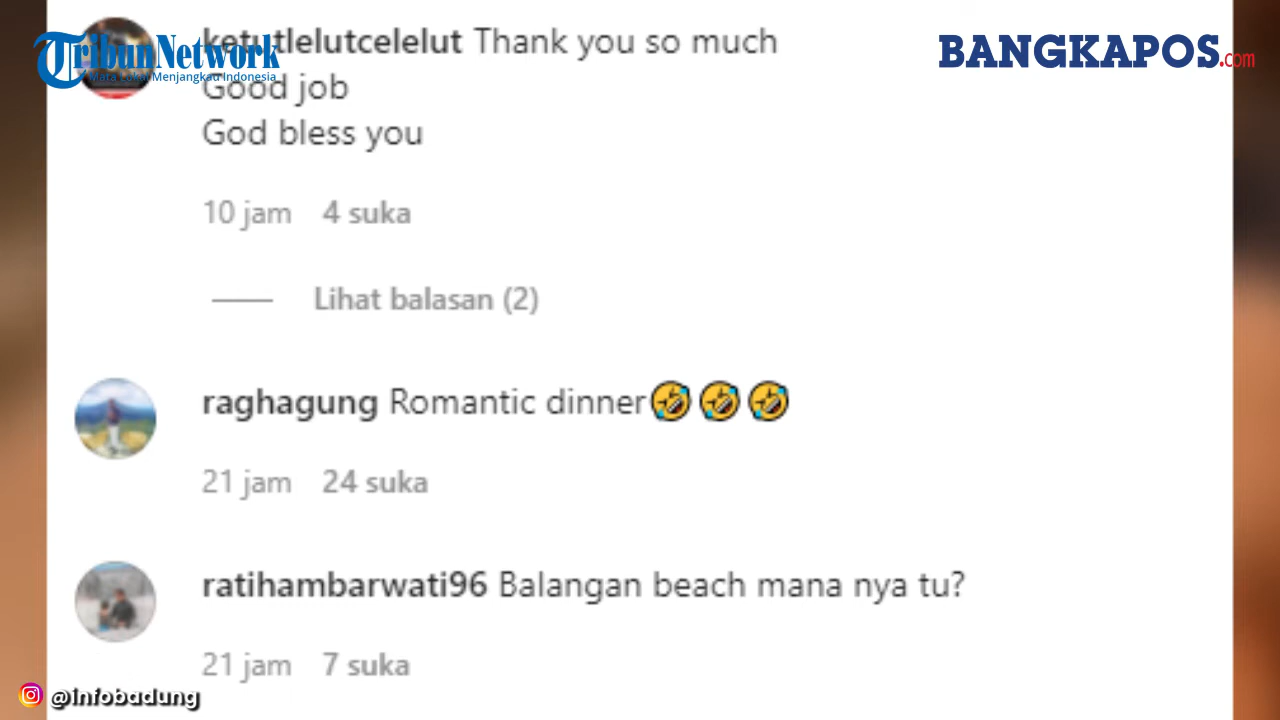 TribunNetwork
Mata Lokal Menjangkau Indonesia
BANGKAPOS.com
ketutlelutcelelut Thank you so much
Good job
God bless you
10 jam 4 suka
Lihat balasan (2)
raghagung Romantic dinner🤣🤣🤣
21 jam 24 suka
ratihambarwati96 Balangan beach mana nya tu?
21 jam 7 suka
@infobadung